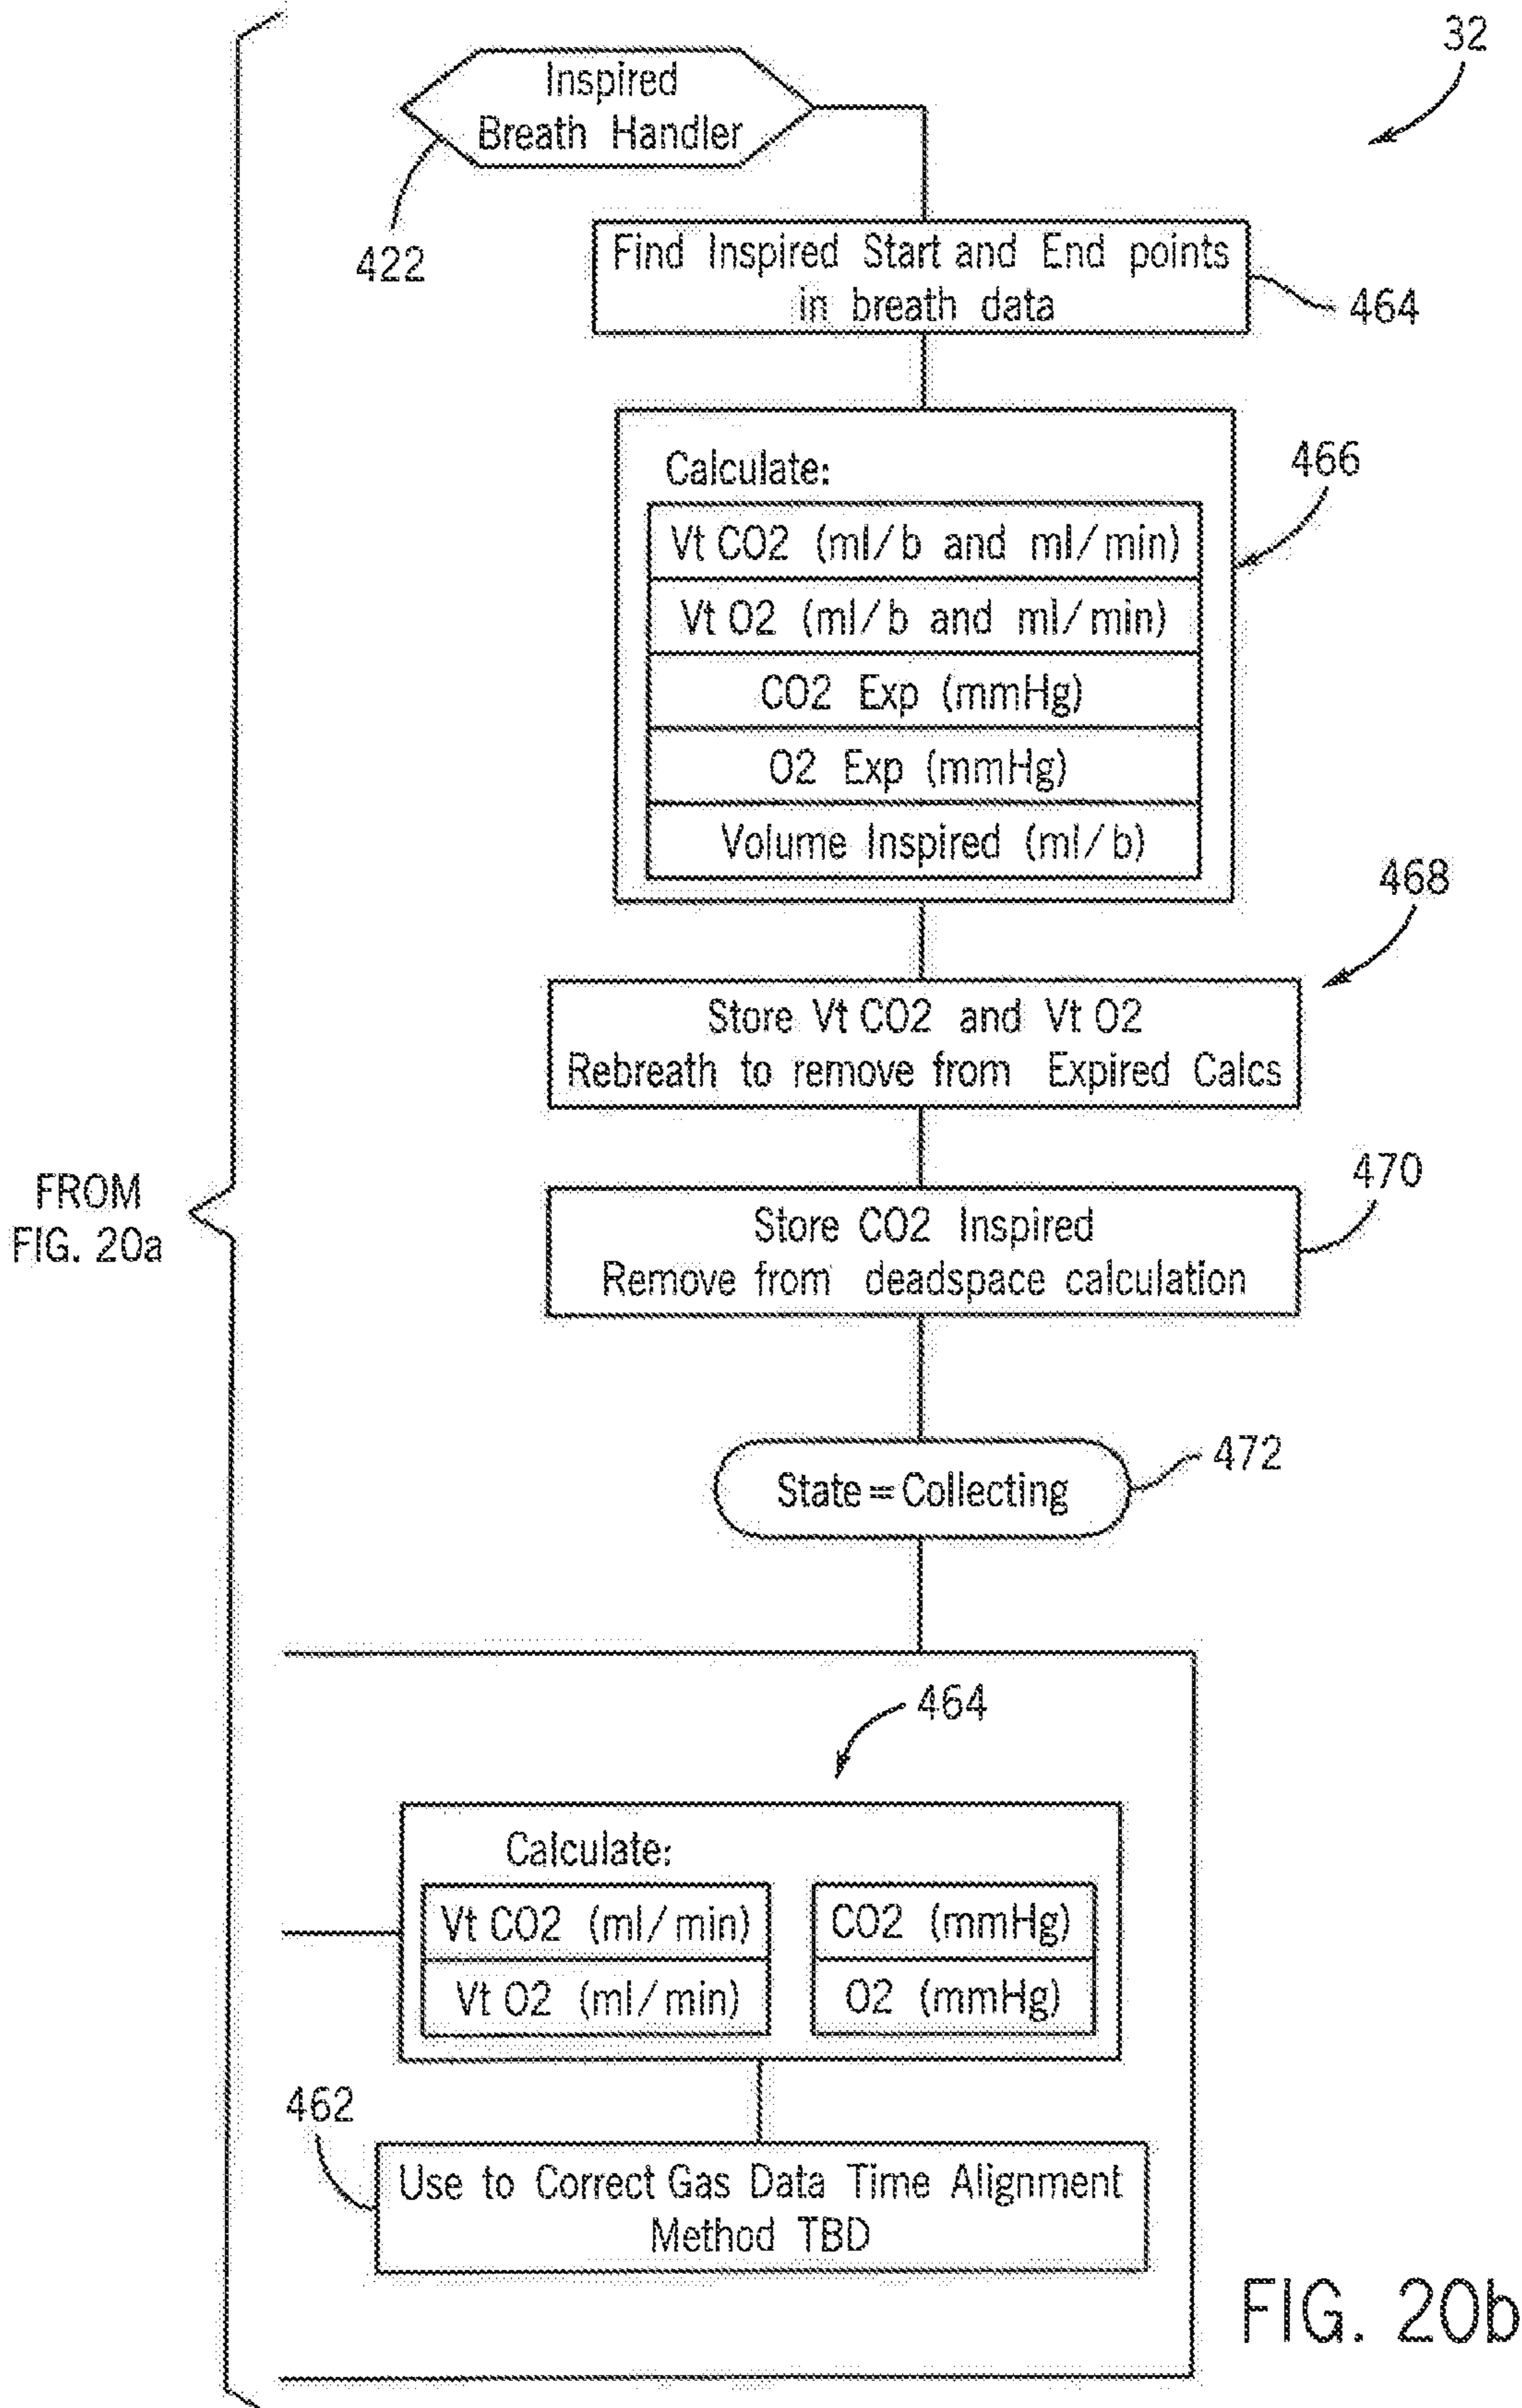 32
Inspired
Breath Handler
422
Find Inspired Start and End points
in breath data
464
Calculate:
466
Vt CO2 (ml/b and ml/min)
Vt O2 (ml/b and ml/min)
CO2 Exp (mmHg)
O2 Exp (mmHg)
Volume Inspired (ml/b)
468
Store Vt CO2 and Vt O2
Rebreath to remove from Expired Calcs
470
Store CO2 Inspired
Remove from deadspace calculation
FROM
FIG. 20a
State=Collecting
472
464
Calculate:
Vt CO2 (ml/min)
Vt O2 (ml/min)
CO2 (mmHg)
O2 (mmHg)
462
Use to Correct Gas Data Time Alignment
Method TBD
FIG. 20b